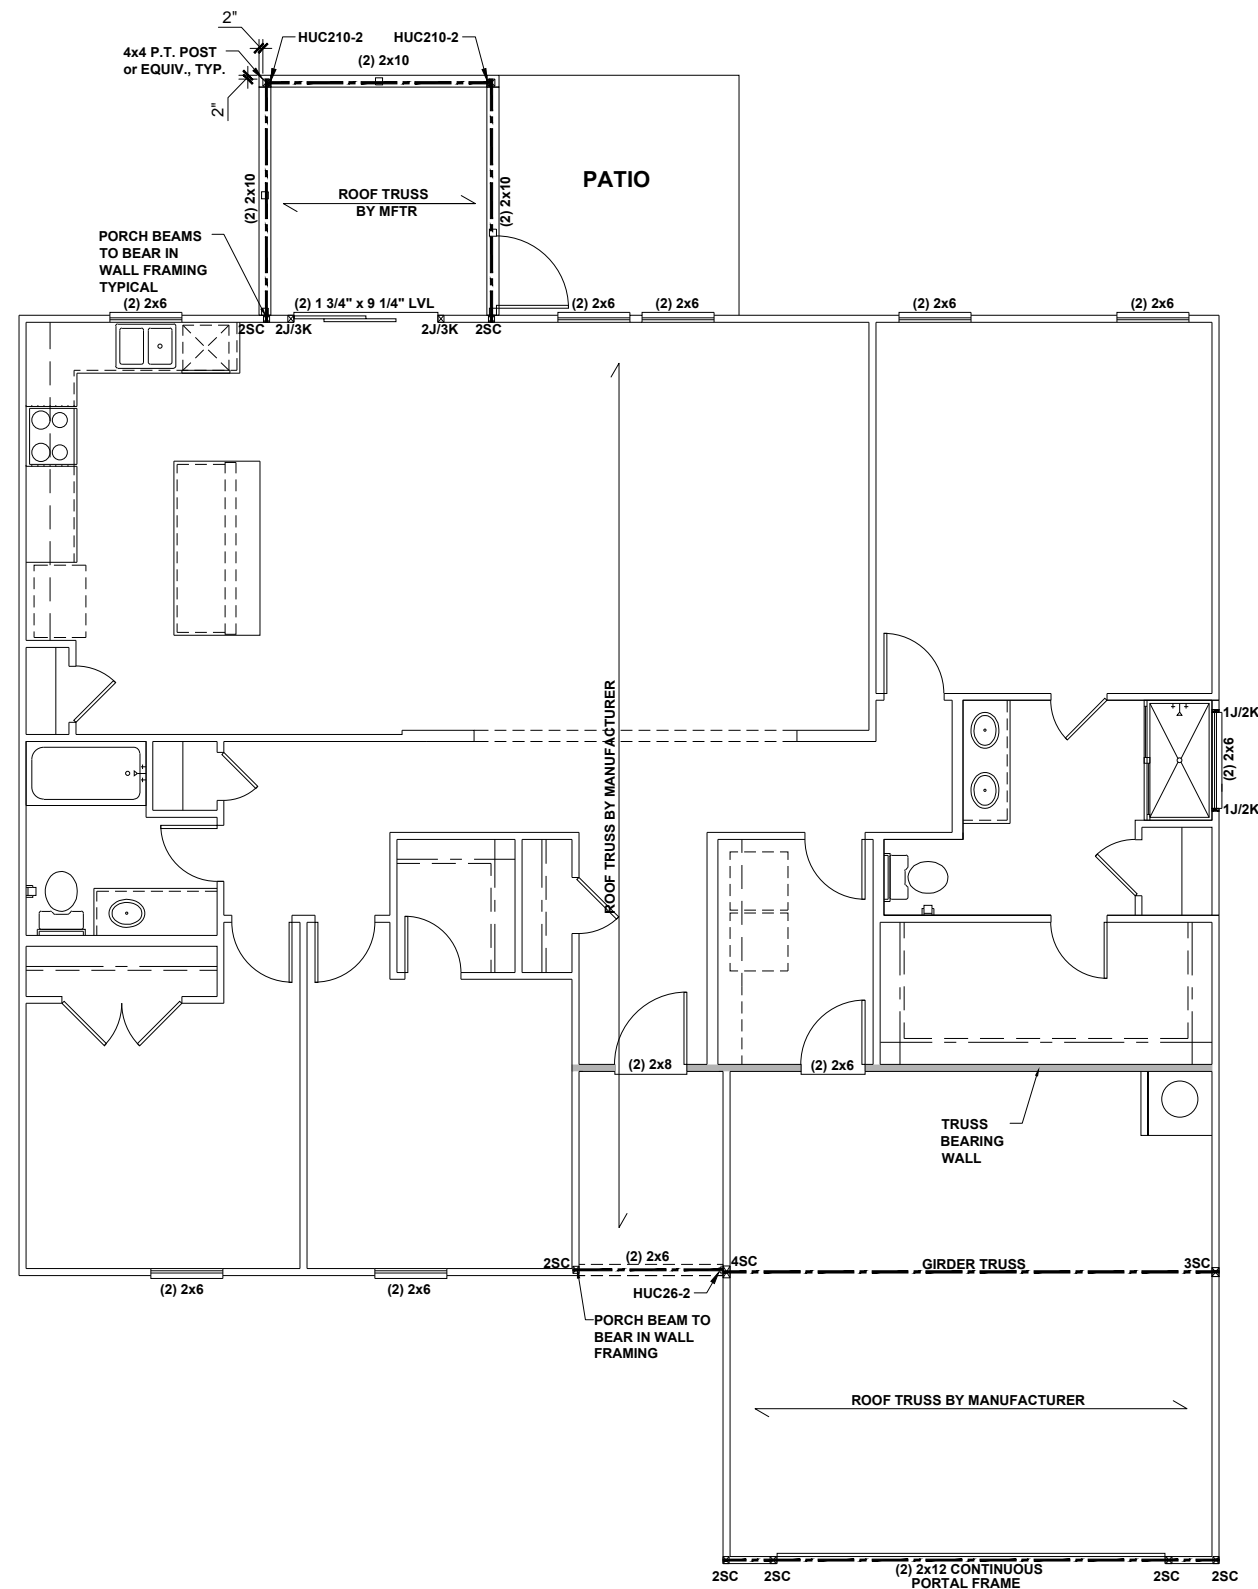 2"
HUC210-2
HUC210-2
4x4 P.T. POST
or EQUIV., TYP.
(2) 2x10
2"
PATIO
(2) 2x10
(2) 2x10
ROOF TRUSS
BY MFTR
PORCH BEAMS
TO BEAR IN
WALL FRAMING
TYPICAL
(2) 2x6
(2) 1 3/4" x 9 1/4" LVL
(2) 2x6
(2) 2x6
(2) 2x6
(2) 2x6
2SC
2J/3K
2J/3K
2SC
ROOF TRUSS BY MANUFACTURER
1J/2K
(2) 2x6
1J/2K
(2) 2x8
(2) 2x6
TRUSS
BEARING
WALL
2SC
(2) 2x6
4SC
GIRDER TRUSS
3SC
(2) 2x6
(2) 2x6
HUC26-2
PORCH BEAM TO
BEAR IN WALL
FRAMING
ROOF TRUSS BY MANUFACTURER
2SC
2SC
(2) 2x12 CONTINUOUS
PORTAL FRAME
2SC
2SC